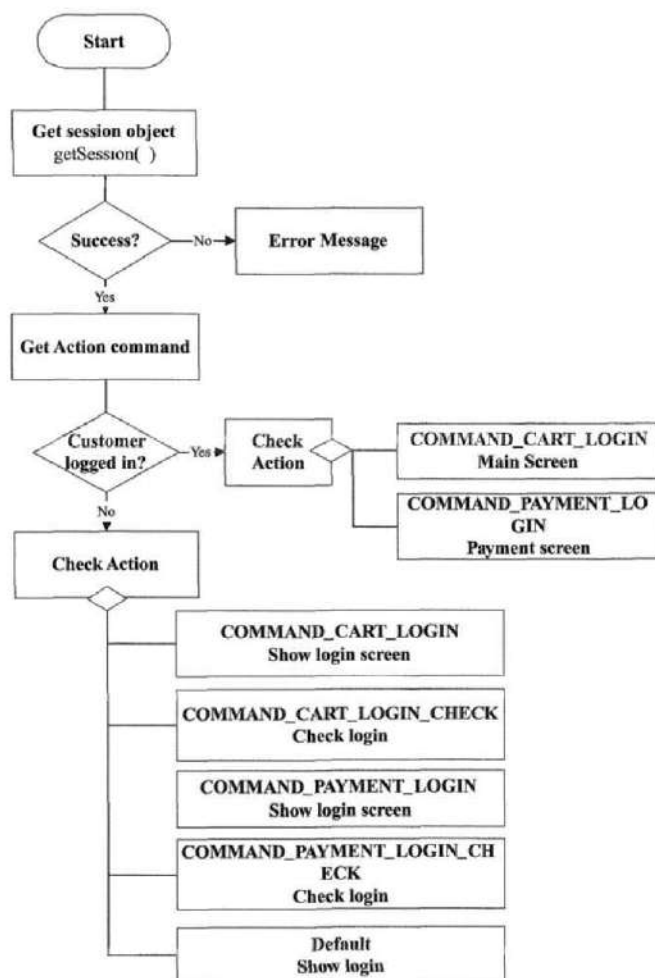 Start
Get session object
getSession( )
Success?
No
Error Message
Yes
Get Action command
Customer
logged in?
Yes
Check
Action
COMMAND_CART_LOGIN
Main Screen
COMMAND_PAYMENT_LO
GIN
Payment screen
No
Check Action
COMMAND_CART_LOGIN
Show login screen
COMMAND_CART_LOGIN_CHECK
Check login
COMMAND_PAYMENT_LOGIN
Show login screen
COMMAND_PAYMENT_LOGIN_CH
ECK
Check login
Default
Show login